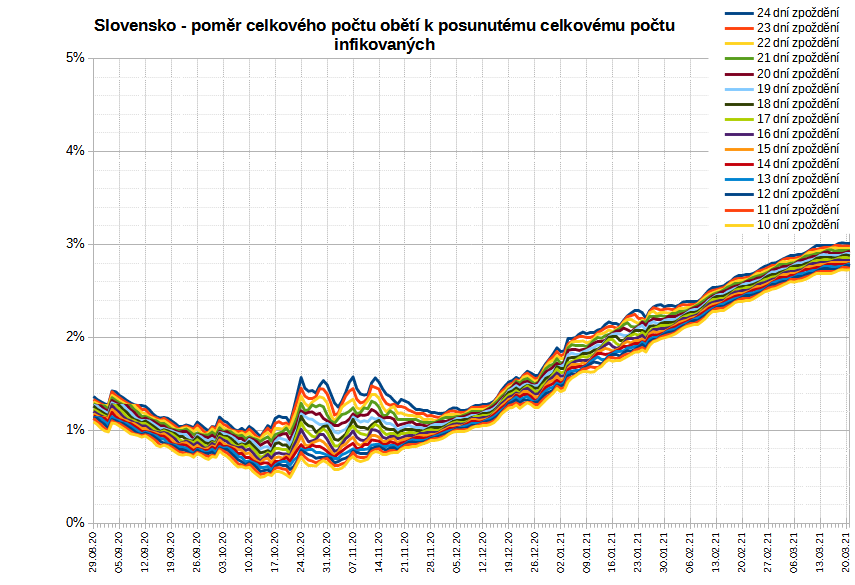 Slovensko - poměr celkového počtu obětí k posunutému celkovému počtu
infikovaných
24 dní zpoždění
23 dní zpoždění
22 dní zpoždění
21 dní zpoždění
20 dní zpoždění
19 dní zpoždění
18 dní zpoždění
17 dní zpoždění
16 dní zpoždění
15 dní zpoždění
14 dní zpoždění
13 dní zpoždění
12 dní zpoždění
11 dní zpoždění
10 dní zpoždění
5%
4%
3%
2%
1%
0%
29.08.20
05.09.20
12.09.20
19.09.20
26.09.20
03.10.20
10.10.20
17.10.20
24.10.20
31.10.20
07.11.20
14.11.20
21.11.20
28.11.20
05.12.20
12.12.20
19.12.20
26.12.20
02.01.21
09.01.21
16.01.21
23.01.21
30.01.21
06.02.21
13.02.21
20.02.21
27.02.21
06.03.21
13.03.21
20.03.21